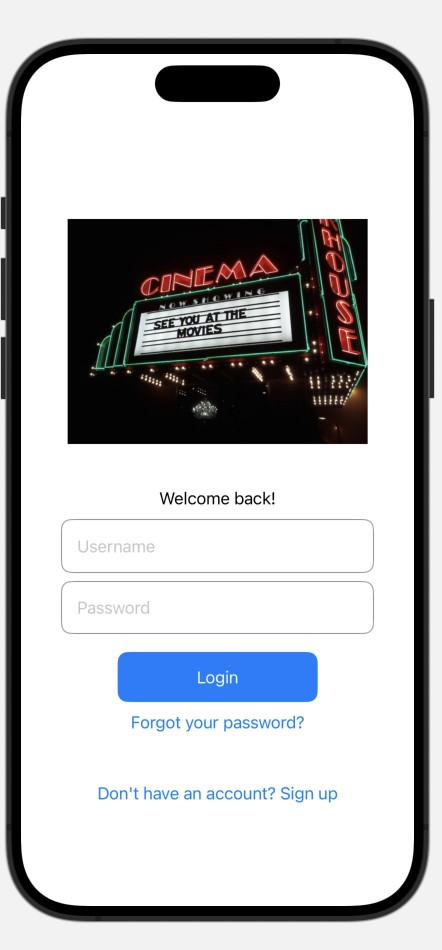 CINEMA
NOW SHOWING
SEE YOU AT THE
MOVIES
HOUSE
Welcome back!
Username
Password
Login
Forgot your password?
Don't have an account? Sign up